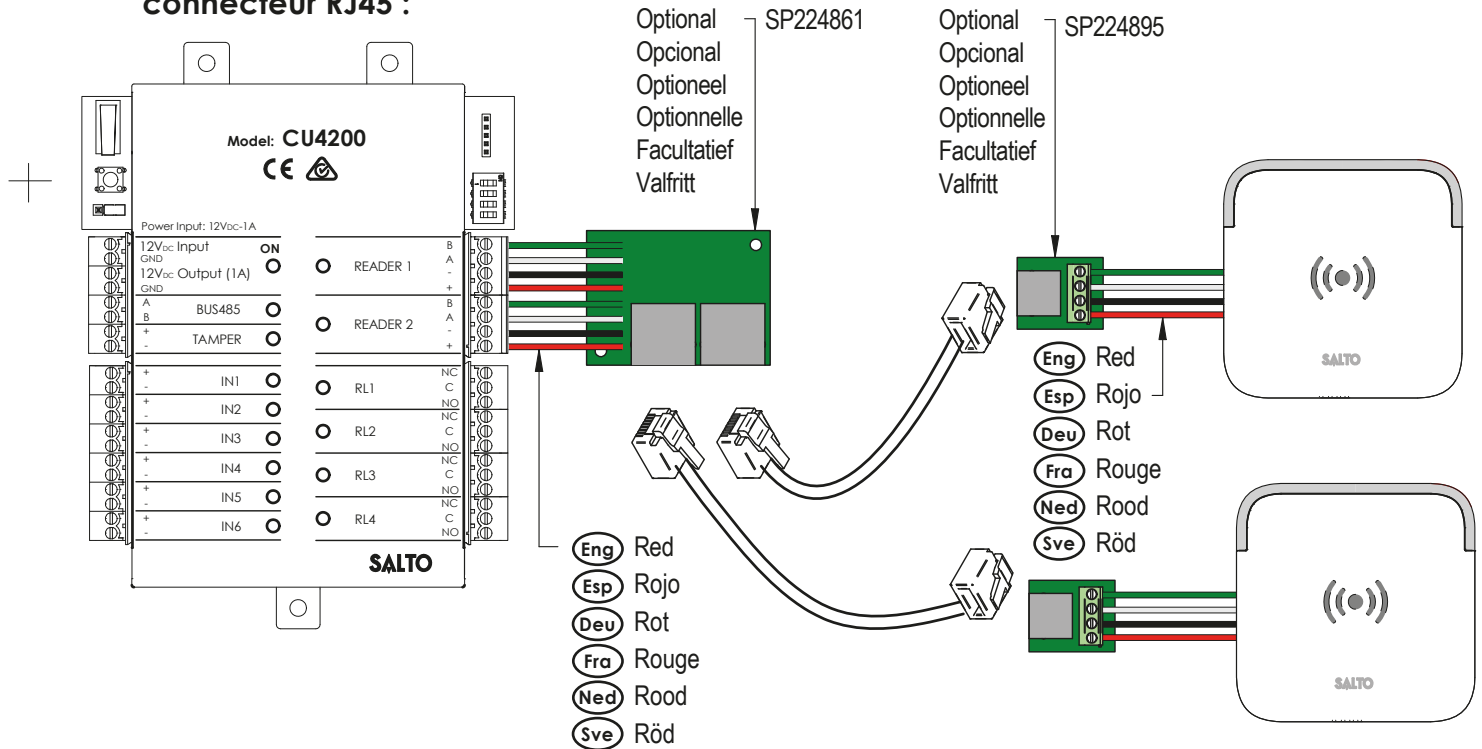 connecteur RJ45 :
Optional
Opcional
Optioneel
Optionnelle
Facultatief
Valfritt
SP224861
Optional
Opcional
Optioneel
Optionnelle
Facultatief
Valfritt
SP224895
Model: CU4200
CE
Power Input: 12VDC-1A
12VDC Input
ON
GND
12VDC Output (1A)
GND
A
BUS485
B
+
TAMPER
-
+
IN1
-
+
IN2
-
+
IN3
-
+
IN4
-
+
IN5
-
+
IN6
-
B
READER 1
A
-
+
B
READER 2
A
-
+
NC
RL1
C
NO
NC
RL2
C
NO
NC
RL3
C
NO
NC
RL4
C
NO
SALTO
Eng Red
Esp Rojo
Deu Rot
Fra Rouge
Ned Rood
Sve Röd
Eng Red
Esp Rojo
Deu Rot
Fra Rouge
Ned Rood
Sve Röd
SALTO
SALTO